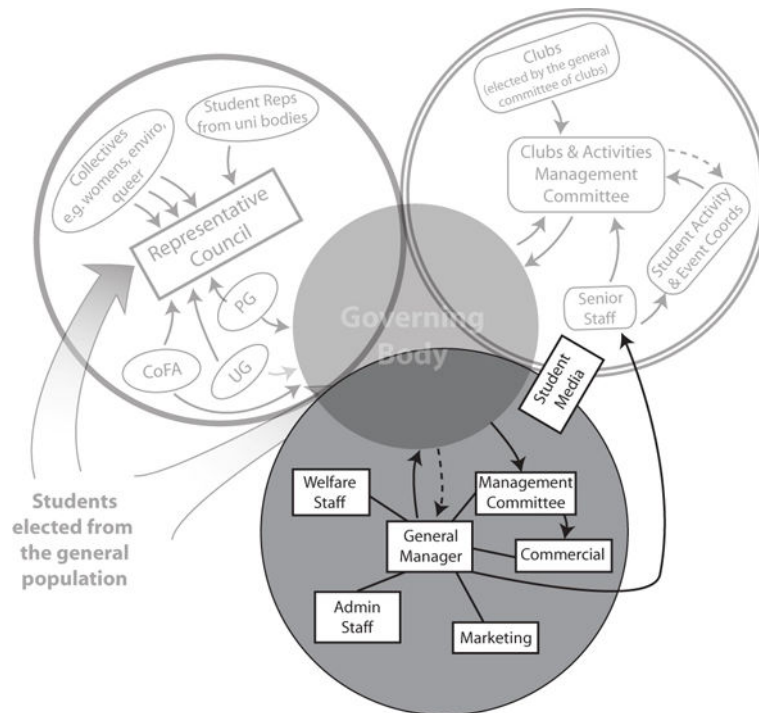 Clubs
(elected by the general
committee of clubs)
Student Reps
from uni bodies
Collectives
e.g. womens, enviro,
queer
Clubs & Activities
Management
Committee
Representative
Council
Student Activity
& Event Coords
PG
Senior
Staff
Governing
Body
CoFA
UG
Student
Media
Students
elected from
the general
population
Welfare
Staff
Management
Committee
General
Manager
Commercial
Admin
Staff
Marketing